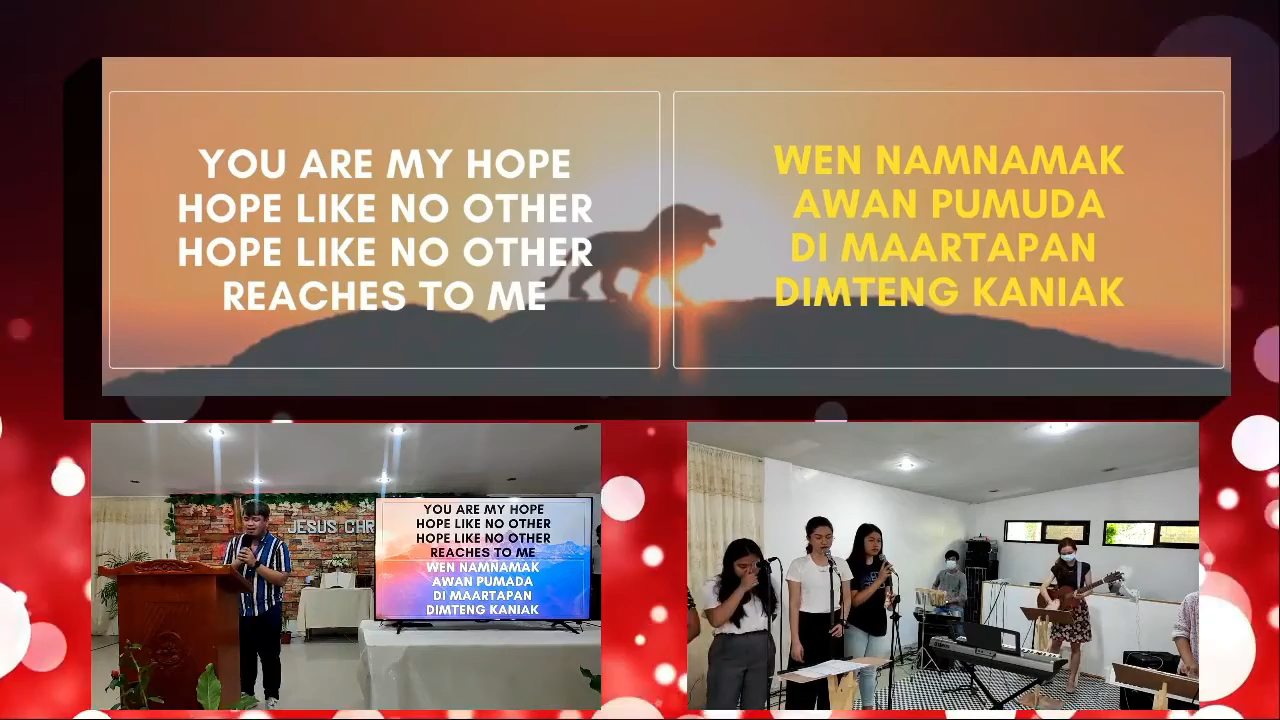 YOU ARE MY HOPE
HOPE LIKE NO OTHER
HOPE LIKE NO OTHER
REACHES TO ME
WEN NAMNAMAK
AWAN PUMUDA
DI MAARTAPAN
DIMTENG KANIAK
JESUS CHR
YOU ARE MY HOPE
HOPE LIKE NO OTHER
HOPE LIKE NO OTHER
REACHES TO ME
WEN NAMNAMAK
AWAN PUMADA
DI MAARTAPAN
DIMTENG KANIAK